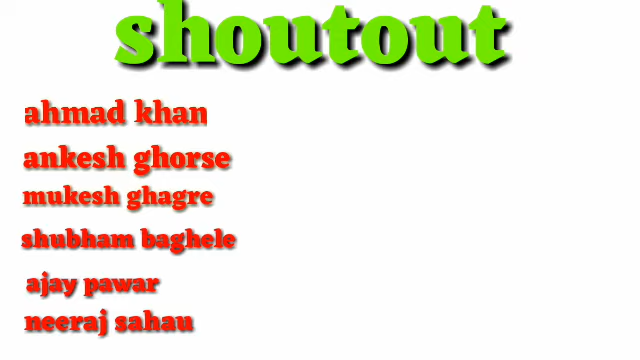 shoutout
ahmad khan
ankesh ghorse
mukesh ghagre
shubham baghele
ajay pawar
neeraj sahau